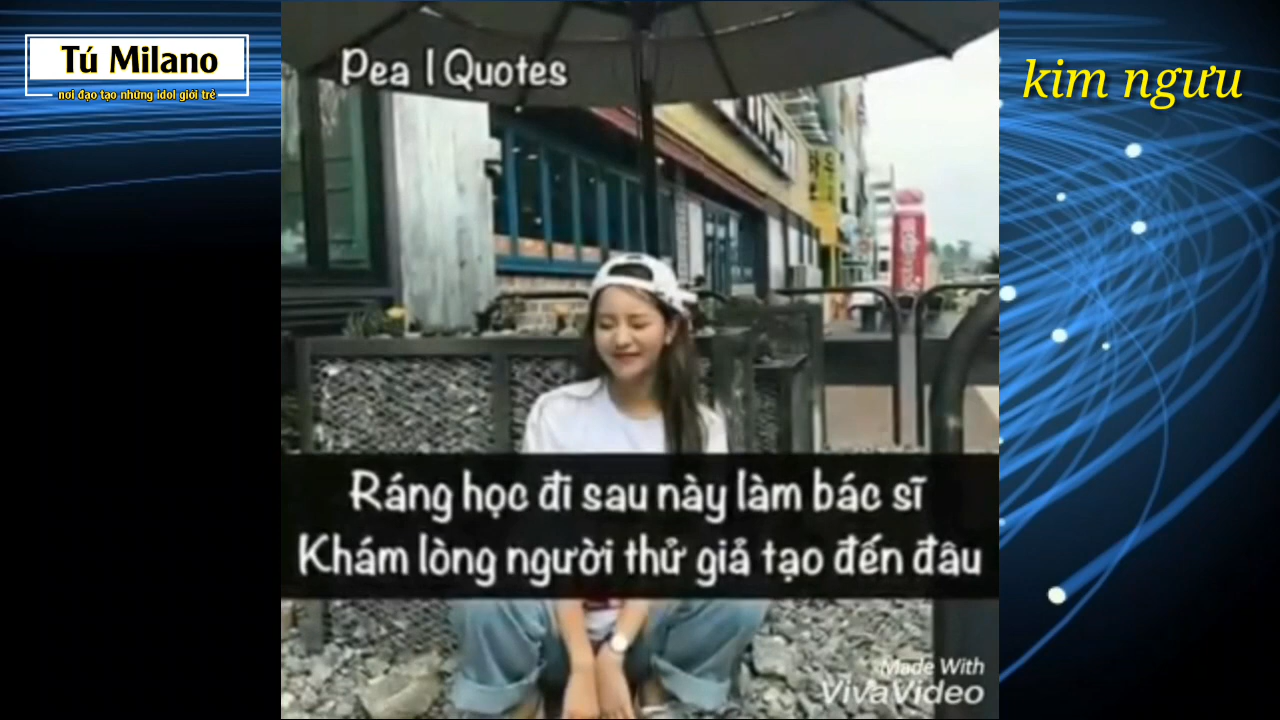 Tú Milano
nơi đạo tạo những idol giới trẻ
Pea | Quotes
kim ngưu
Ráng học đi sau này làm bác sĩ
Khám lòng người thử giả tạo đến đâu
Made With
VivaVideo